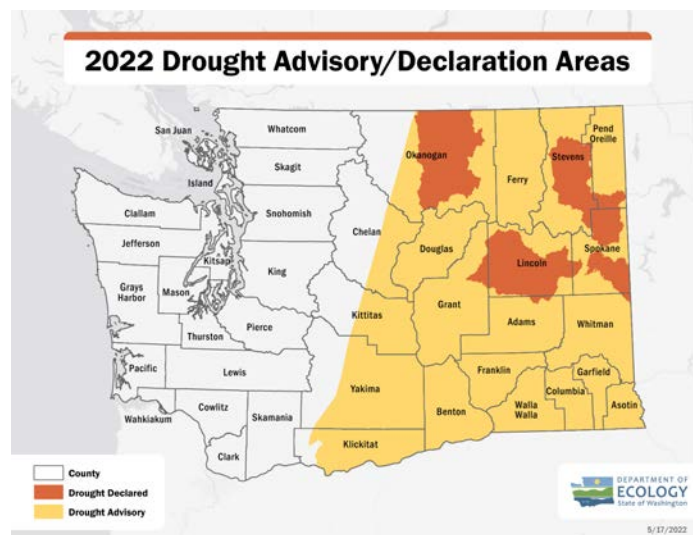 2022 Drought Advisory/Declaration Areas
San Juan
Whatcom
Okanogan
Stevens
Pend
Oreille
Skagit
Ferry
Island
Clallam
Snohomish
Chelan
Jefferson
Douglas
Spokane
Kitsap
King
Lincoln
Grays
Harbor
Mason
Grant
Kittitas
Pierce
Adams
Whitman
Thurston
Pacific
Lewis
Yakima
Franklin
Garfield
Columbia
Wahkiakum
Cowlitz
Skamania
Benton
Walla
Walla
Asotin
Klickitat
Clark
County
Drought Declared
Drought Advisory
DEPARTMENT OF
ECOLOGY
State of Washington
5/17/2022